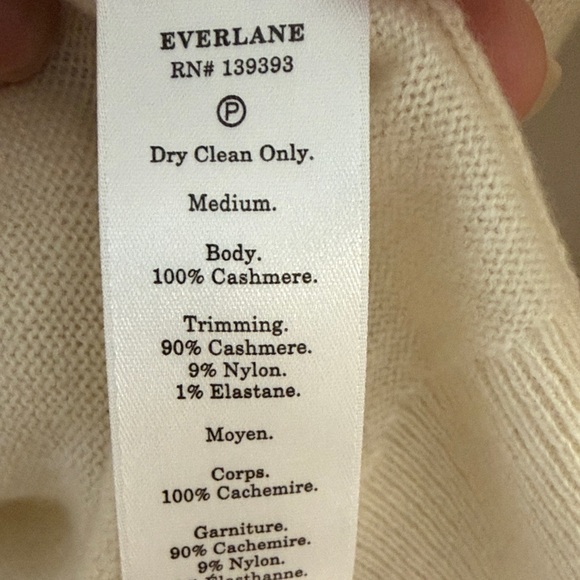 EVERLANE
RN# 139393
P
Dry Clean Only.
Medium.
Body.
100% Cashmere.
Trimming.
90% Cashmere.
9% Nylon.
1% Elastane.
Moyen.
Corps.
100% Cachemire.
Garniture.
90% Cachemire.
9% Nylon.
Élasthanne.